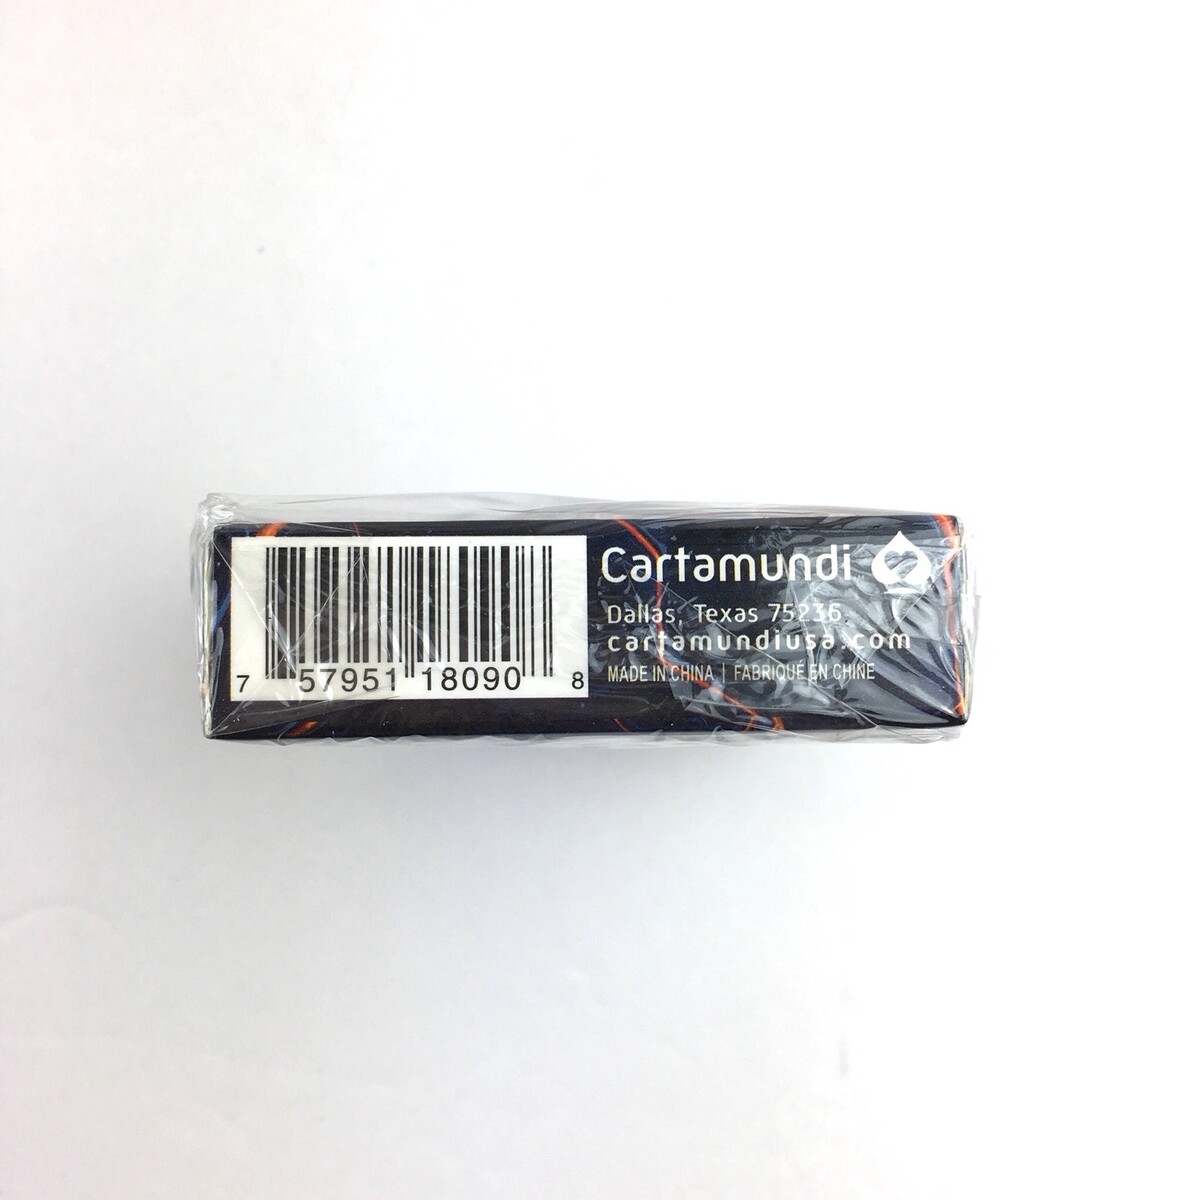 7 57951 18090 8
Cartamundi
Dallas, Texas 75236
cartamundiusa.com
MADE IN CHINA | FABRIQUÉ EN CHINE